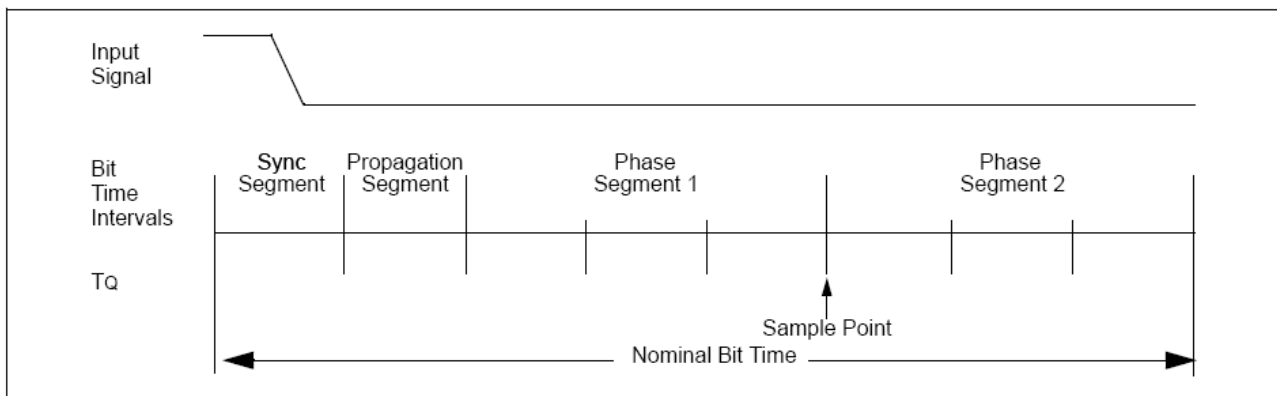 Input
Signal
Bit
Time
Intervals
Sync
Segment
Propagation
Segment
Phase
Segment 1
Phase
Segment 2
TQ
Sample Point
Nominal Bit Time